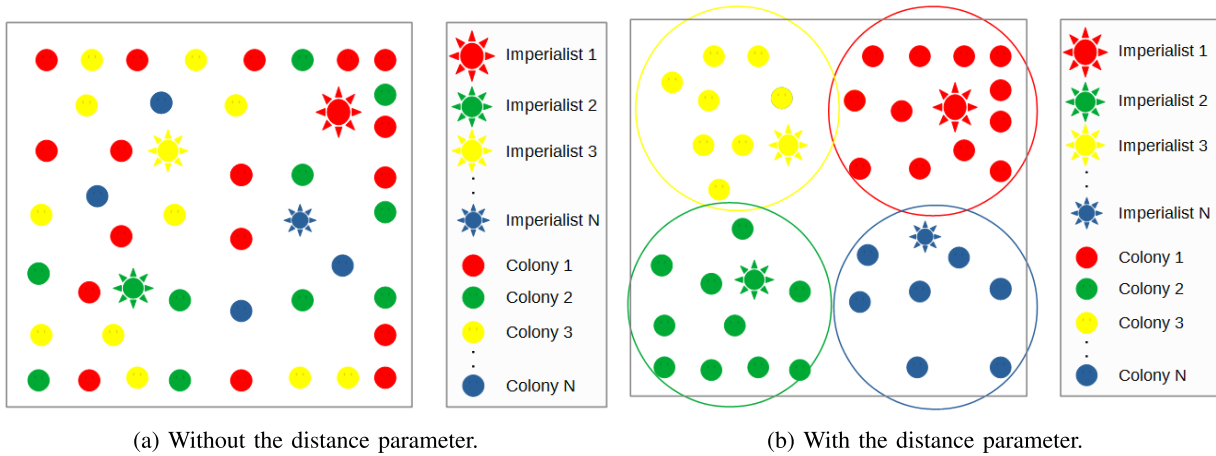 Imperialist 1
Imperialist 2
Imperialist 3
Imperialist N
Colony 1
Colony 2
Colony 3
Colony N
(a) Without the distance parameter.
Imperialist 1
Imperialist 2
Imperialist 3
Imperialist N
Colony 1
Colony 2
Colony 3
Colony N
(b) With the distance parameter.